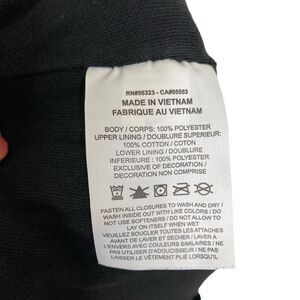 RN#56323 - CA#05553
MADE IN VIETNAM
FABRIQUE AU VIETNAM
BODY / CORPS: 100% POLYESTER
UPPER LINING / DOUBLURE SUPERIEUR:
100% COTTON / COTON
LOWER LINING / DOUBLURE
INFERIEURE : 100% POLYESTER
EXCLUSIVE OF DECORATION /
DECORATION NON COMPRISE
FASTEN ALL CLOSURES TO WASH AND DRY /
WASH INSIDE OUT WITH LIKE COLORS / DO
NOT USE SOFTENERS / DO NOT ALLOW TO
LAY ON ITSELF WHEN WET
VEUILLEZ BOUCLER TOUTES LES ATTACHES
AVANT DE LAVER ET SÉCHER / LAVER A
L'ENVERS AVEC COULEURS SIMILAIRES / NE
PAS UTILISER D'ADOUCISSEUR / NE
LAISSER LE VÊTEMENT PLIÉ LORSQU'IL